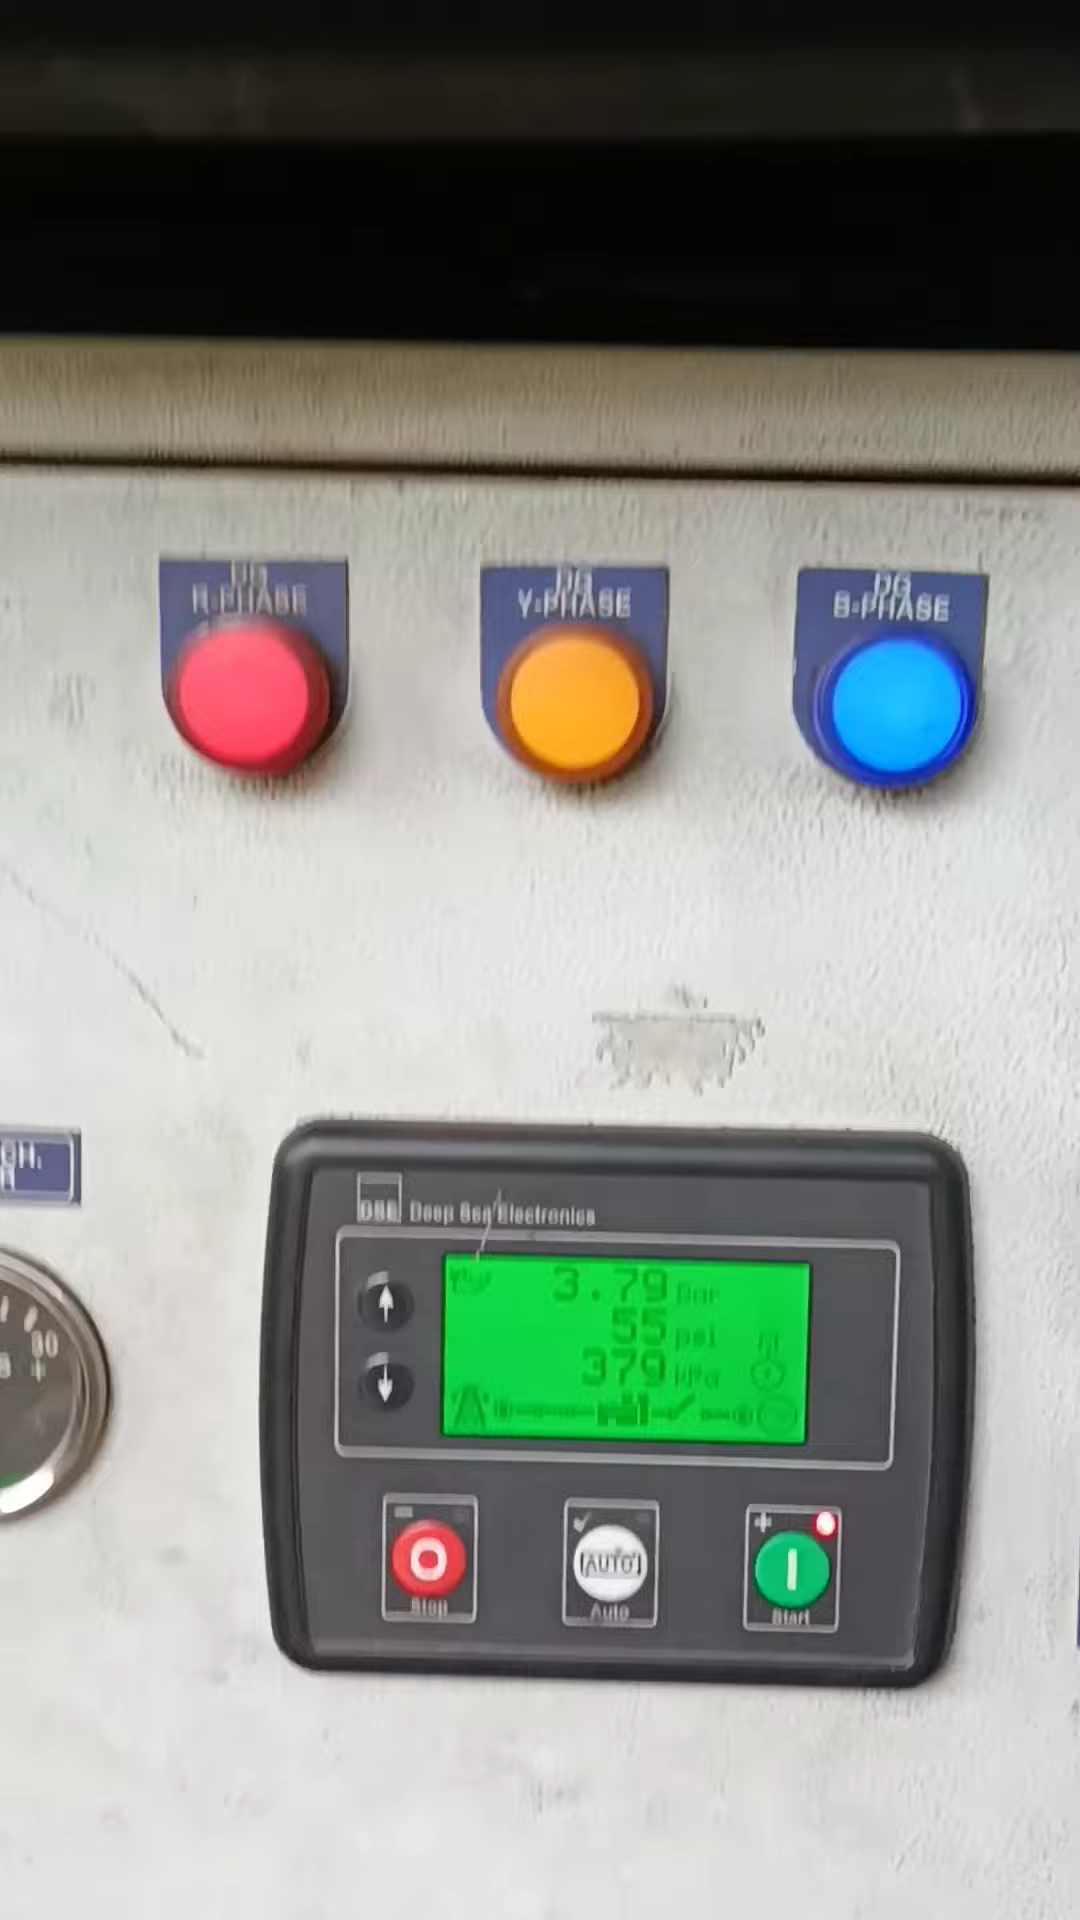 DG
R-PHASE
DG
Y-PHASE
DG
B-PHASE
DSE Deep Sea Electronics
3.79 Bar
55 psi
379 kPa
AUTO
Stop
Auto
Start